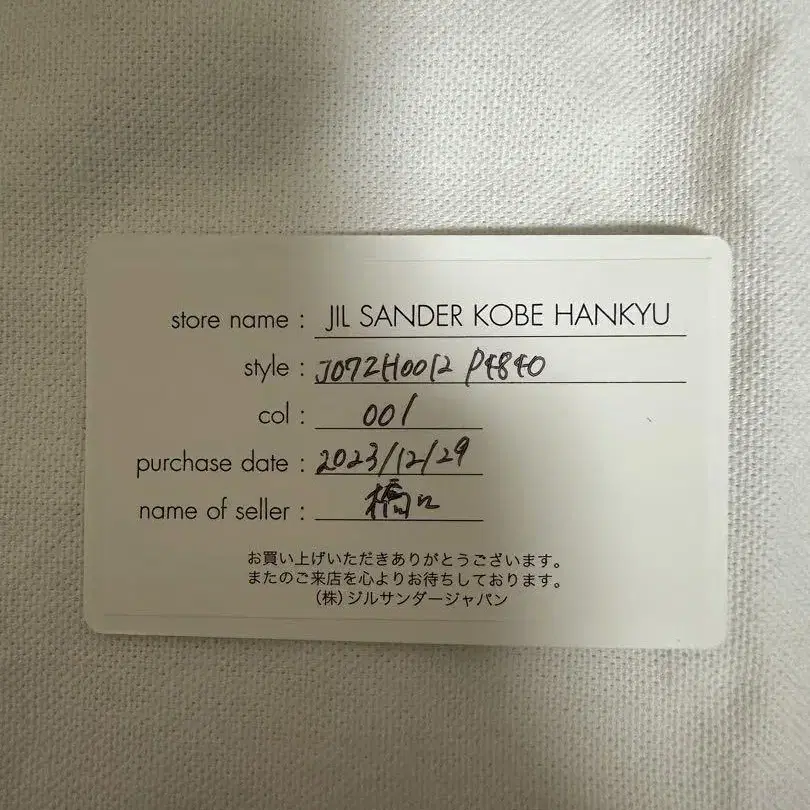 store name : JIL SANDER KOBE HANKYU
style : J072H0012 P4840
col : 001
purchase date : 2023/12/29
name of seller : 橋口
お買い上げいただきありがとうございます。
またのご来店を心よりお待ちしております。
(株)ジルサンダージャパン